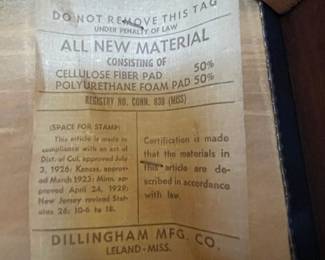 DO NOT REMOVE THIS TAG
UNDER PENALTY OF LAW
ALL NEW MATERIAL
CONSISTING OF
CELLULOSE FIBER PAD 50%
POLYURETHANE FOAM PAD 50%
REGISTRY NO. CONN. 838 (MISS)
(SPACE FOR STAMP)
This article is made in
compliance with an act of
Dist. of Col. approved July
3, 1926; Kansas, approv-
ed March 1923; Minn. ap-
proved April 24, 1929;
New Jersey revised Stat-
utes 26: 10-6 to 18.
Certification is made
that the materials in
this article are de-
scribed in accordance
with law.
DILLINGHAM MFG. CO.
LELAND-MISS.